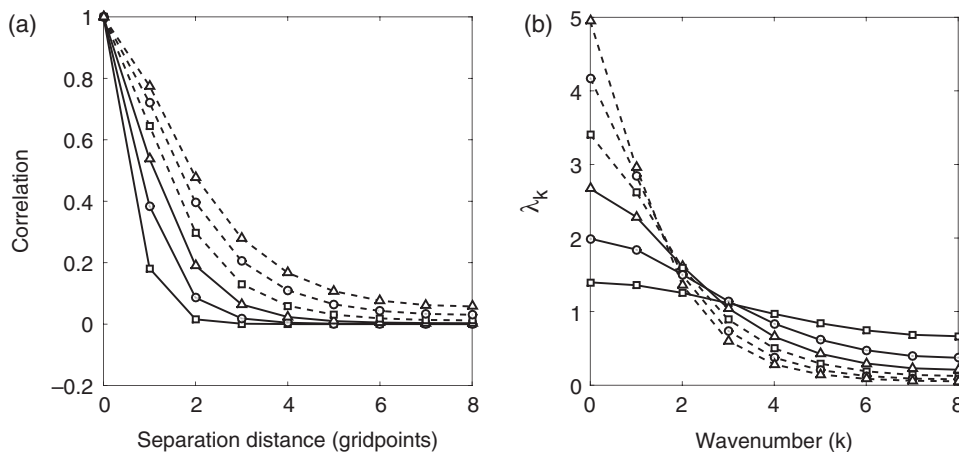 (a)
1
0.8
0.6
0.4
0.2
0
−0.2
0 2 4 6 8
Correlation
Separation distance (gridpoints)
(b)
5
4
3
2
1
0
0 2 4 6 8
λk
Wavenumber (k)